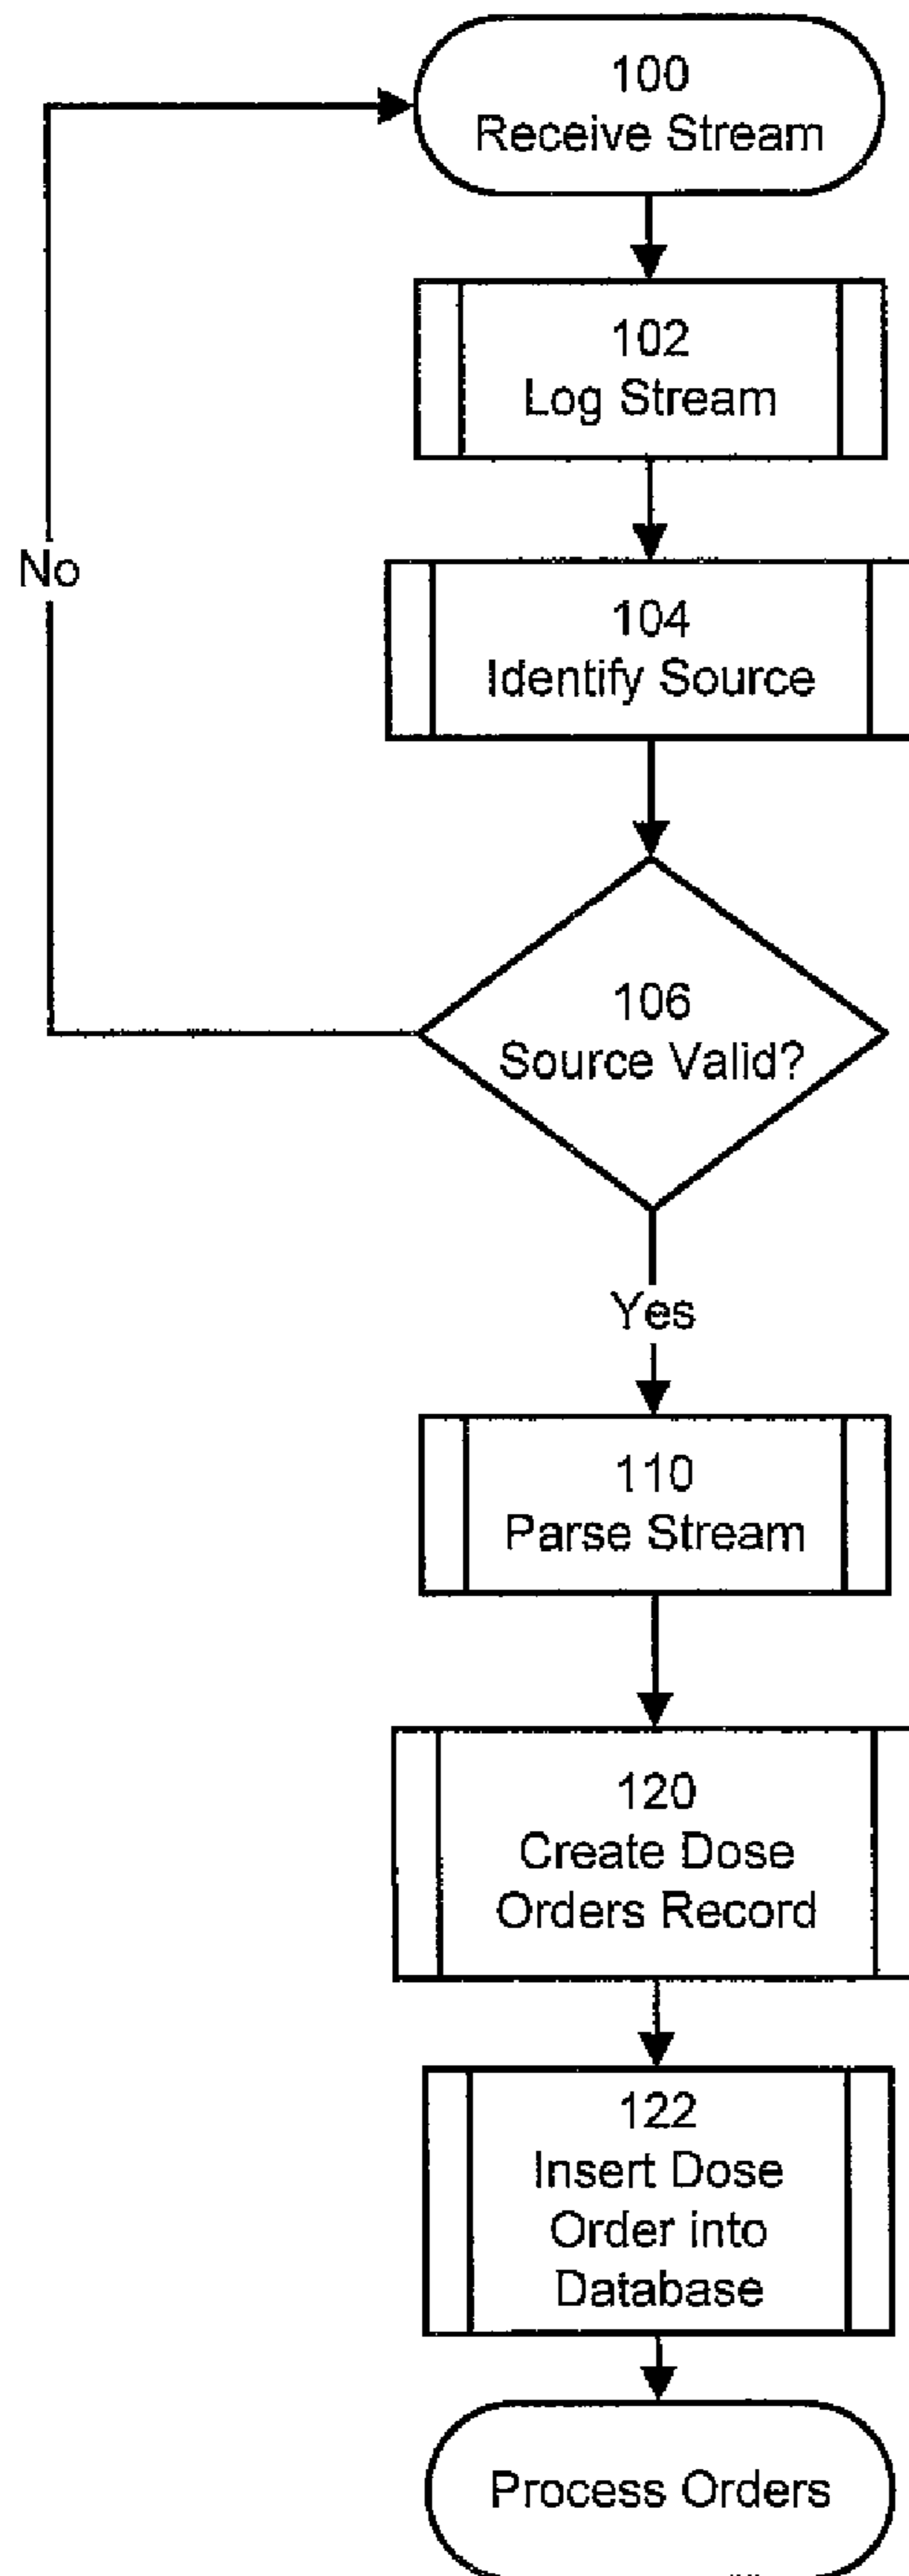 100
Receive Stream
102
Log Stream
No
104
Identify Source
106
Source Valid?
Yes
110
Parse Stream
120
Create Dose
Orders Record
122
Insert Dose
Order into
Database
Process Orders